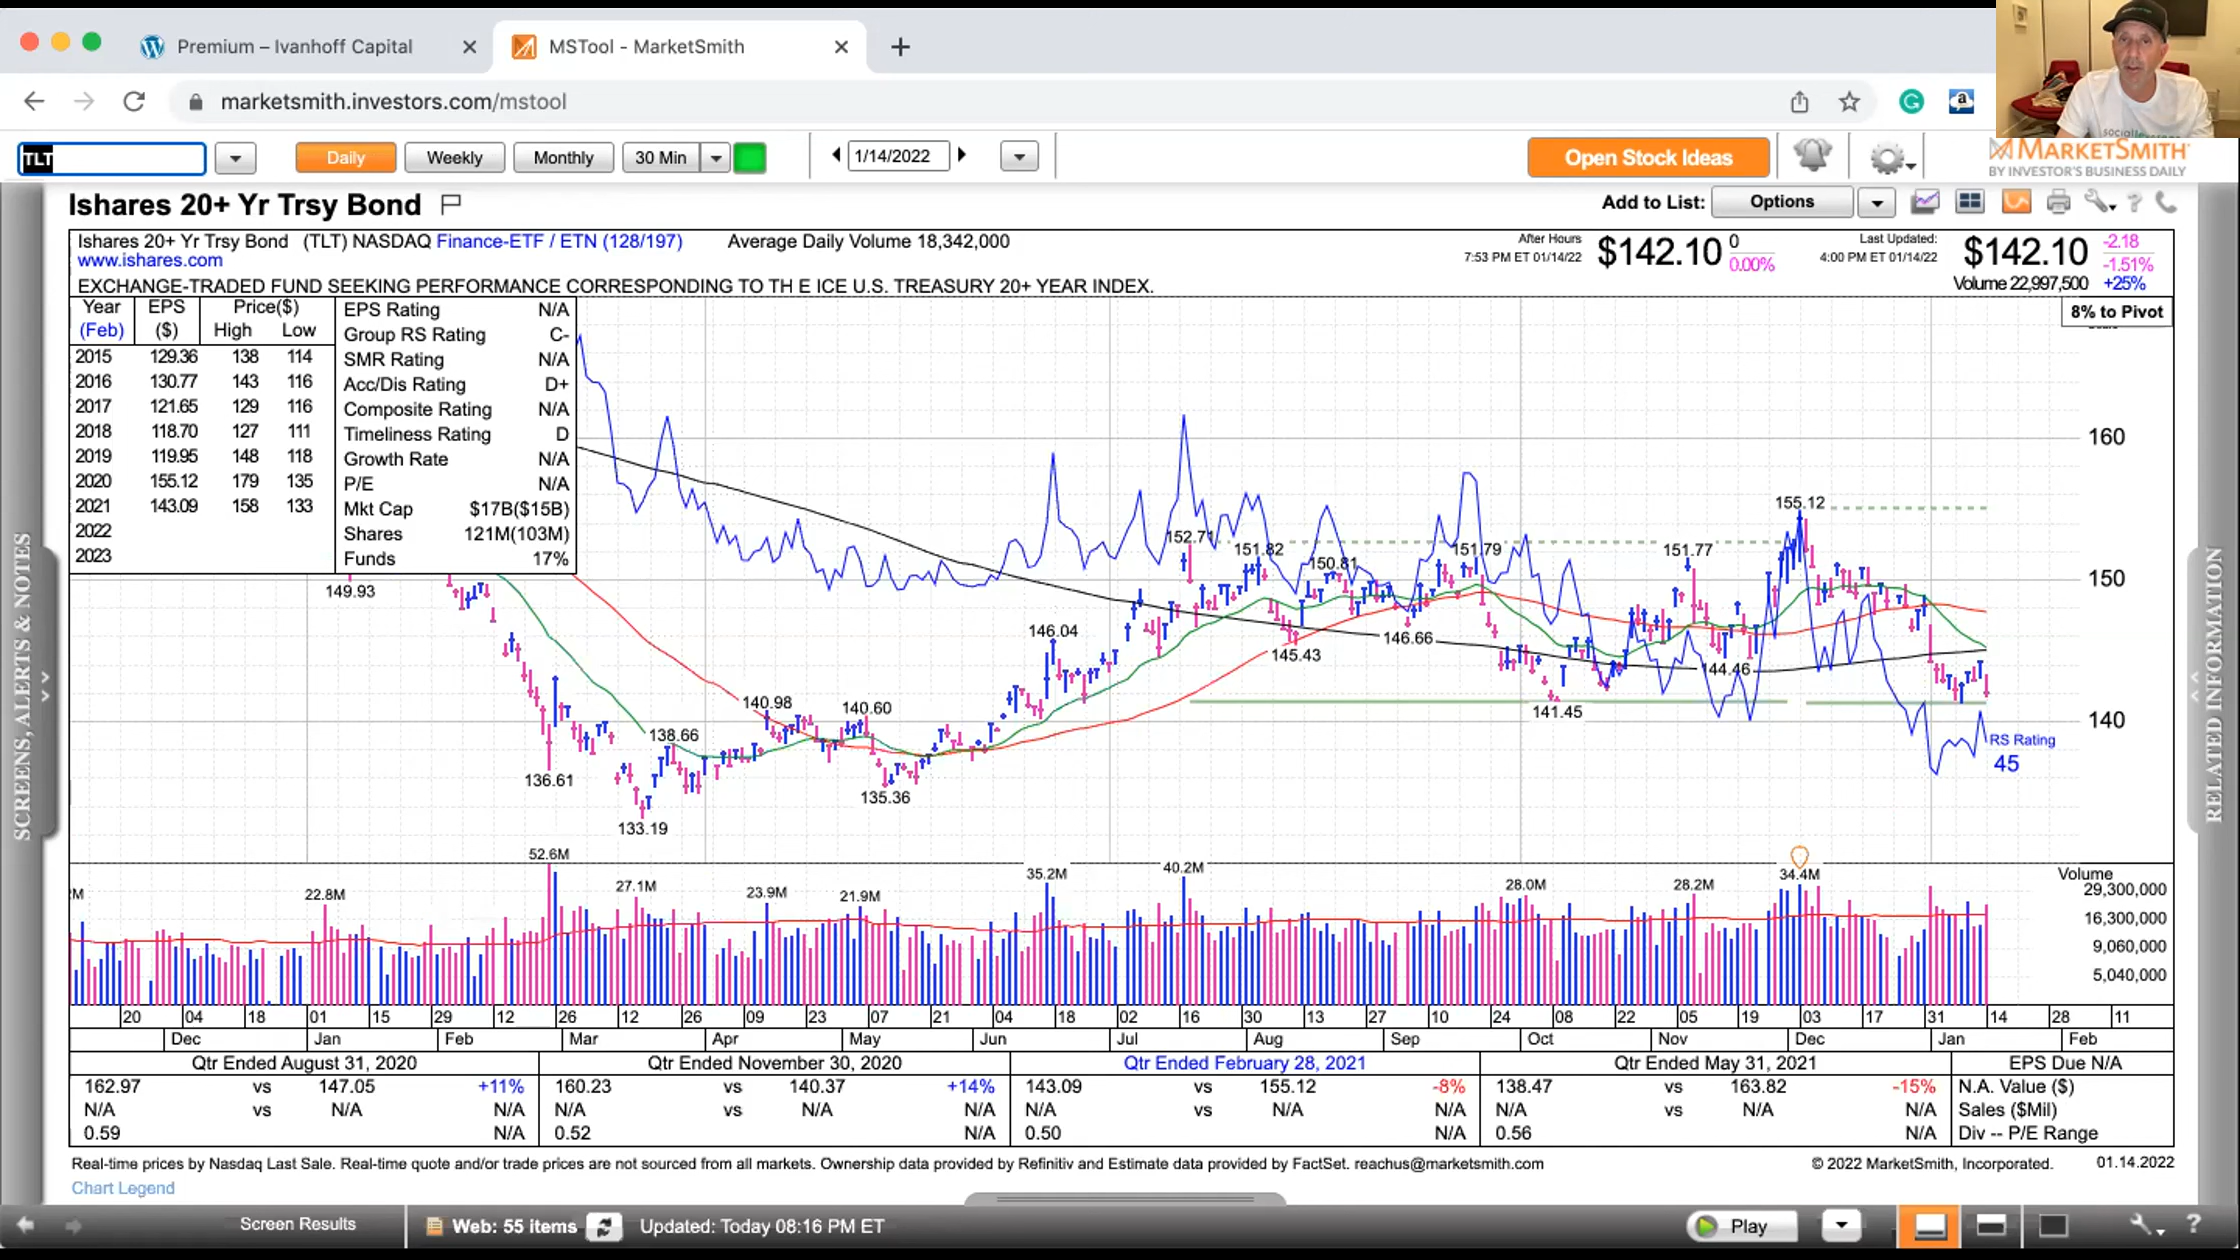 Premium – Ivanhoff Capital
MSTool - MarketSmith
marketsmith.investors.com/mstool
TLT
Daily
Weekly
Monthly
30 Min
1/14/2022
Open Stock Ideas
MARKETSMITH
BY INVESTOR'S BUSINESS DAILY
Ishares 20+ Yr Trsy Bond
Add to List:
Options
Ishares 20+ Yr Trsy Bond (TLT) NASDAQ Finance-ETF / ETN (128/197) Average Daily Volume 18,342,000
www.ishares.com
EXCHANGE-TRADED FUND SEEKING PERFORMANCE CORRESPONDING TO TH E ICE U.S. TREASURY 20+ YEAR INDEX.
After Hours
7:53 PM ET 01/14/22
$142.10
0
0.00%
Last Updated:
4:00 PM ET 01/14/22
$142.10
-2.18
-1.51%
Volume 22,997,500 +25%
8% to Pivot
Year EPS Price($)
(Feb) ($) High Low
2015 129.36 138 114
2016 130.77 143 116
2017 121.65 129 116
2018 118.70 127 111
2019 119.95 148 118
2020 155.12 179 135
2021 143.09 158 133
2022
2023
EPS Rating N/A
Group RS Rating C-
SMR Rating N/A
Acc/Dis Rating D+
Composite Rating N/A
Timeliness Rating D
Growth Rate N/A
P/E N/A
Mkt Cap $17B($15B)
Shares 121M(103M)
Funds 17%
160
150
140
155.12
152.71
151.82
150.81
151.79
151.77
149.93
146.04
145.43
146.66
144.46
141.45
140.98
140.60
138.66
136.61
135.36
133.19
RS Rating
45
52.6M
22.8M
27.1M
23.9M
21.9M
35.2M
40.2M
28.0M
28.2M
34.4M
Volume
29,300,000
16,300,000
9,060,000
5,040,000
20 04 18 01 15 29 12 26 12 26 09 23 07 21 04 18 02 16 30 13 27 10 24 08 22 05 19 03 17 31 14 28 11
Dec Jan Feb Mar Apr May Jun Jul Aug Sep Oct Nov Dec Jan Feb
Qtr Ended August 31, 2020 Qtr Ended November 30, 2020 Qtr Ended February 28, 2021 Qtr Ended May 31, 2021 EPS Due N/A
162.97 vs 147.05 +11% 160.23 vs 140.37 +14% 143.09 vs 155.12 -8% 138.47 vs 163.82 -15% N.A. Value ($)
N/A vs N/A N/A N/A vs N/A N/A N/A vs N/A N/A N/A vs N/A N/A Sales ($Mil)
0.59 N/A 0.52 N/A 0.50 N/A 0.56 N/A Div -- P/E Range
Real-time prices by Nasdaq Last Sale. Real-time quote and/or trade prices are not sourced from all markets. Ownership data provided by Refinitiv and Estimate data provided by FactSet. reachus@marketsmith.com
© 2022 MarketSmith, Incorporated. 01.14.2022
Chart Legend
SCREENS, ALERTS & NOTES
RELATED INFORMATION
Screen Results
Web: 55 items
Updated: Today 08:16 PM ET
Play